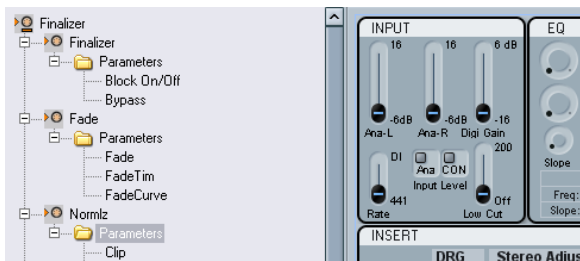 Finalizer
Finalizer
Parameters
Block On/Off
Bypass
Fade
Parameters
Fade
FadeTim
FadeCurve
Normlz
Parameters
Clip
INPUT
16 16 6 dB
-6dB -6dB -16
Ana-L Ana-R Digi Gain
DI 200
Ana CON
Input Level
441 Off
Rate Low Cut
EQ
Slope
Freq:
Slope:
INSERT
DRG Stereo Adjus